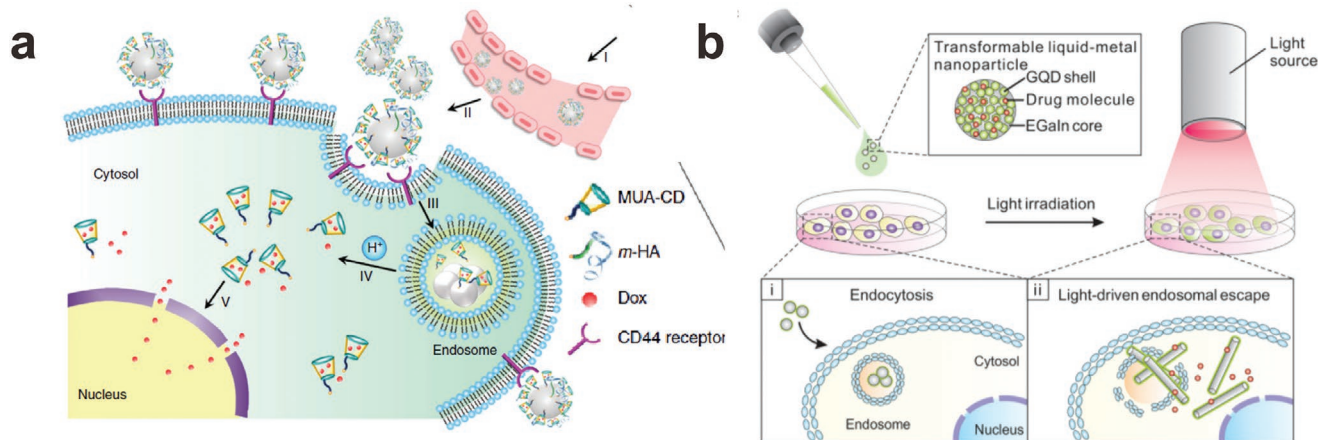 a
I
II
Cytosol
III
MUA-CD
H+
IV
m-HA
V
Dox
Endosome
CD44 receptor
Nucleus
b
Transformable liquid-metal
nanoparticle
GQD shell
Drug molecule
EGaIn core
Light
source
Light irradiation
i
Endocytosis
Cytosol
Endosome
Nucleus
ii
Light-driven endosomal escape